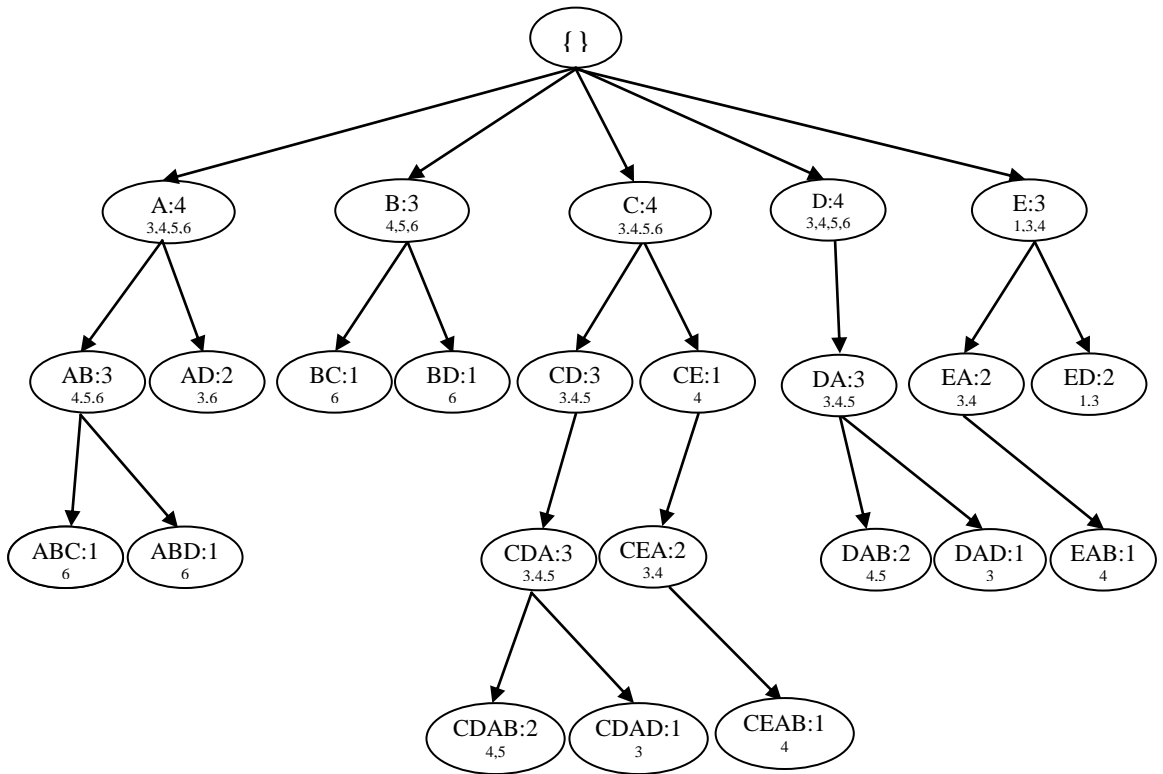 { }
A:4
3,4,5,6
B:3
4,5,6
C:4
3,4,5,6
D:4
3,4,5,6
E:3
1,3,4
AB:3
4,5,6
AD:2
3,6
BC:1
6
BD:1
6
CD:3
3,4,5
CE:1
4
DA:3
3,4,5
EA:2
3,4
ED:2
1,3
ABC:1
6
ABD:1
6
CDA:3
3,4,5
CEA:2
3,4
DAB:2
4,5
DAD:1
3
EAB:1
4
CDAB:2
4,5
CDAD:1
3
CEAB:1
4